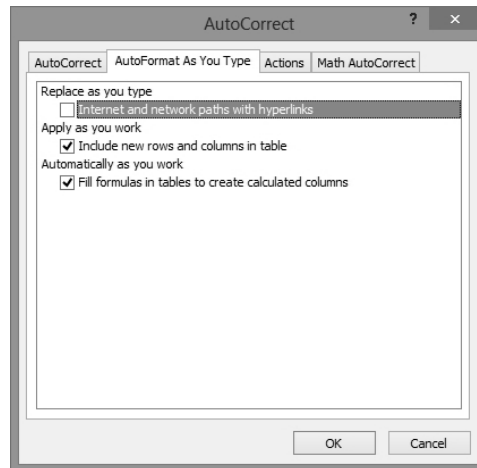 AutoCorrect
? ×
AutoCorrect AutoFormat As You Type Actions Math AutoCorrect
Replace as you type
Internet and network paths with hyperlinks
Apply as you work
Include new rows and columns in table
Automatically as you work
Fill formulas in tables to create calculated columns
OK Cancel